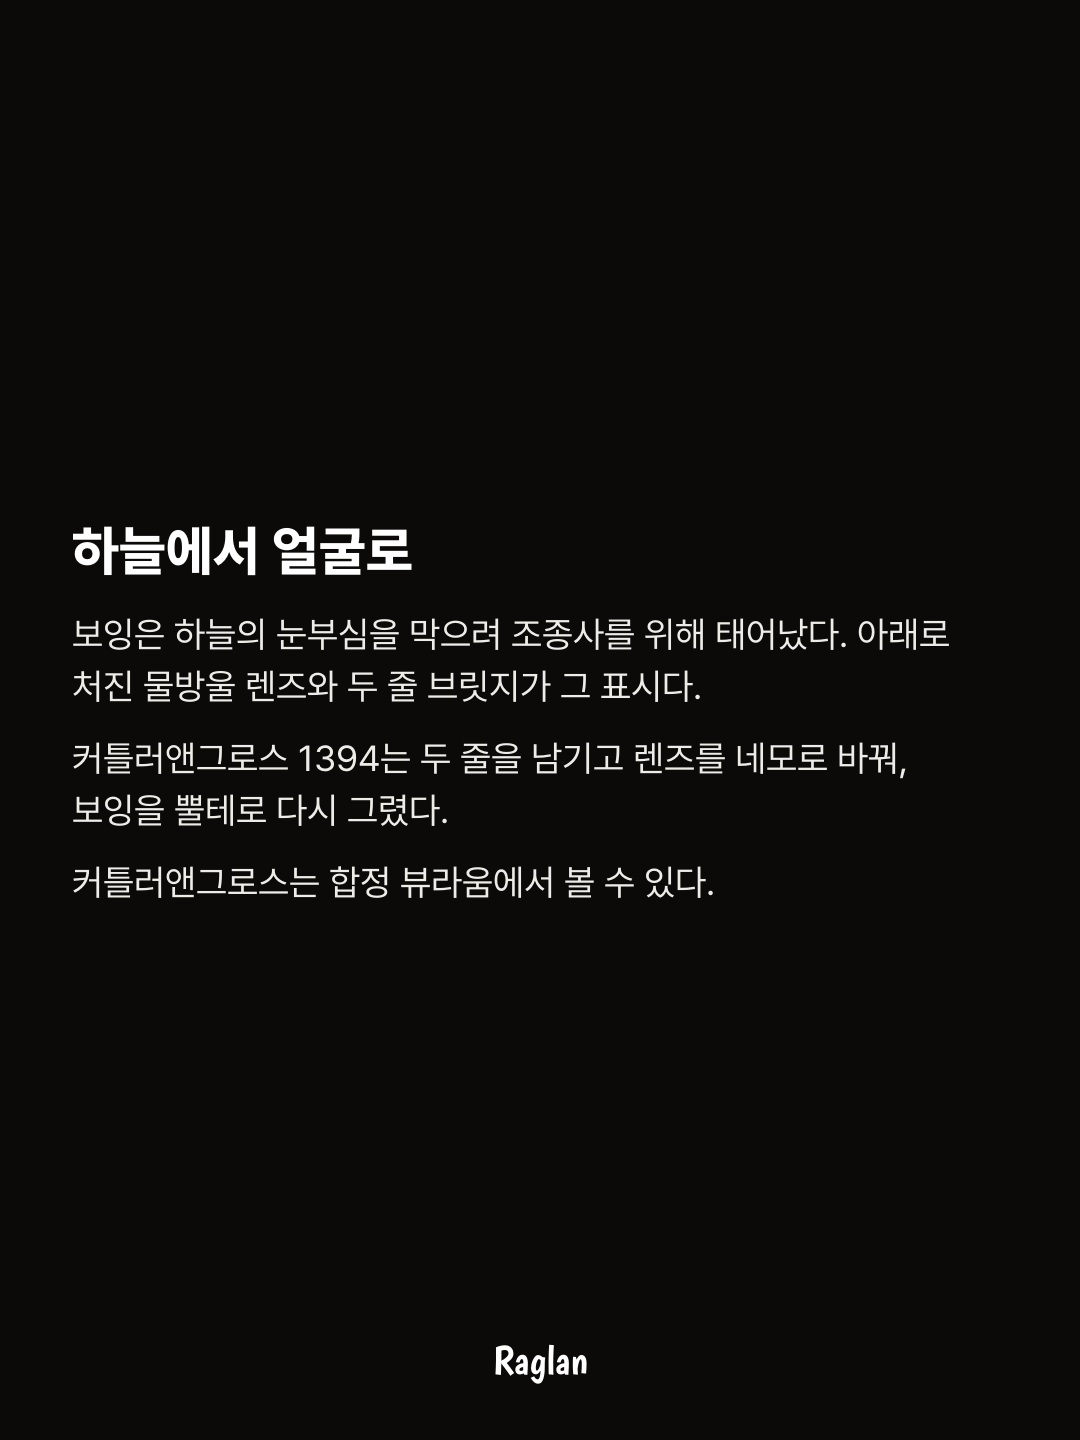 하늘에서 얼굴로
보잉은 하늘의 눈부심을 막으려 조종사를 위해 태어났다. 아래로
처진 물방울 렌즈와 두 줄 브릿지가 그 표시다.
커틀러앤그로스 1394는 두 줄을 남기고 렌즈를 네모로 바꿔,
보잉을 뿔테로 다시 그렸다.
커틀러앤그로스는 합정 뷰라움에서 볼 수 있다.
Raglan